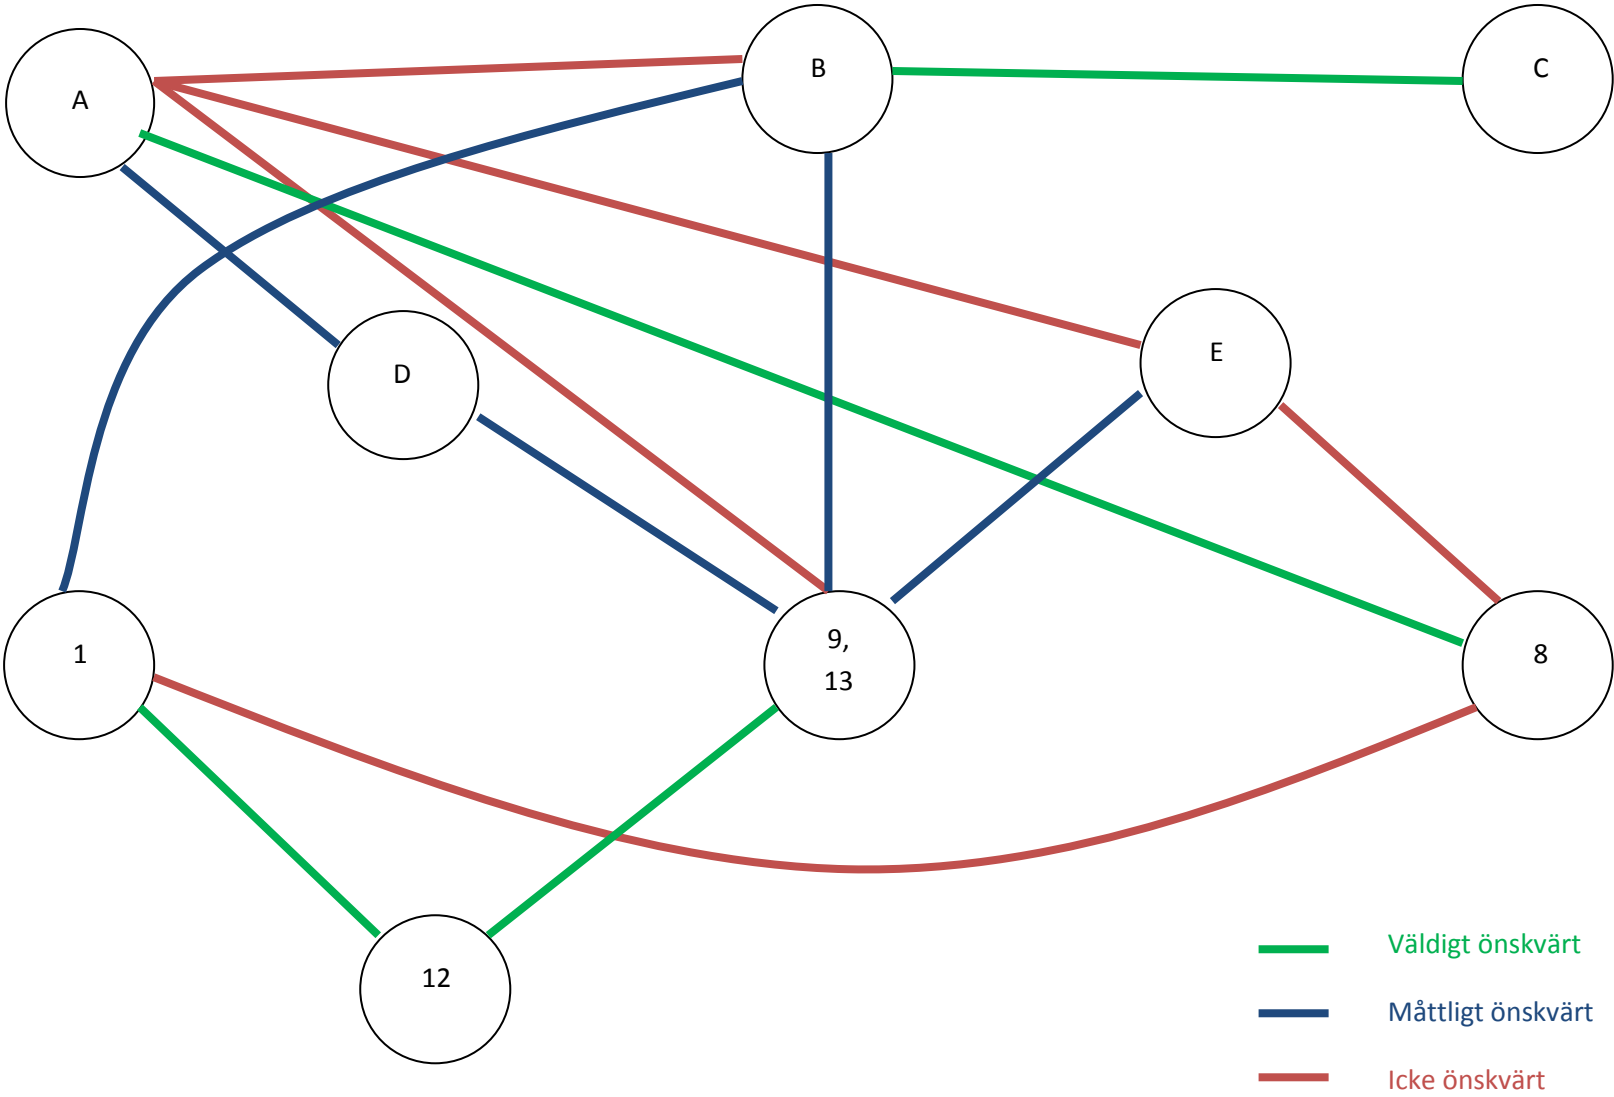 A
B
C
D
E
1
9,
13
8
12
Väldigt önskvärt
Måttligt önskvärt
Icke önskvärt